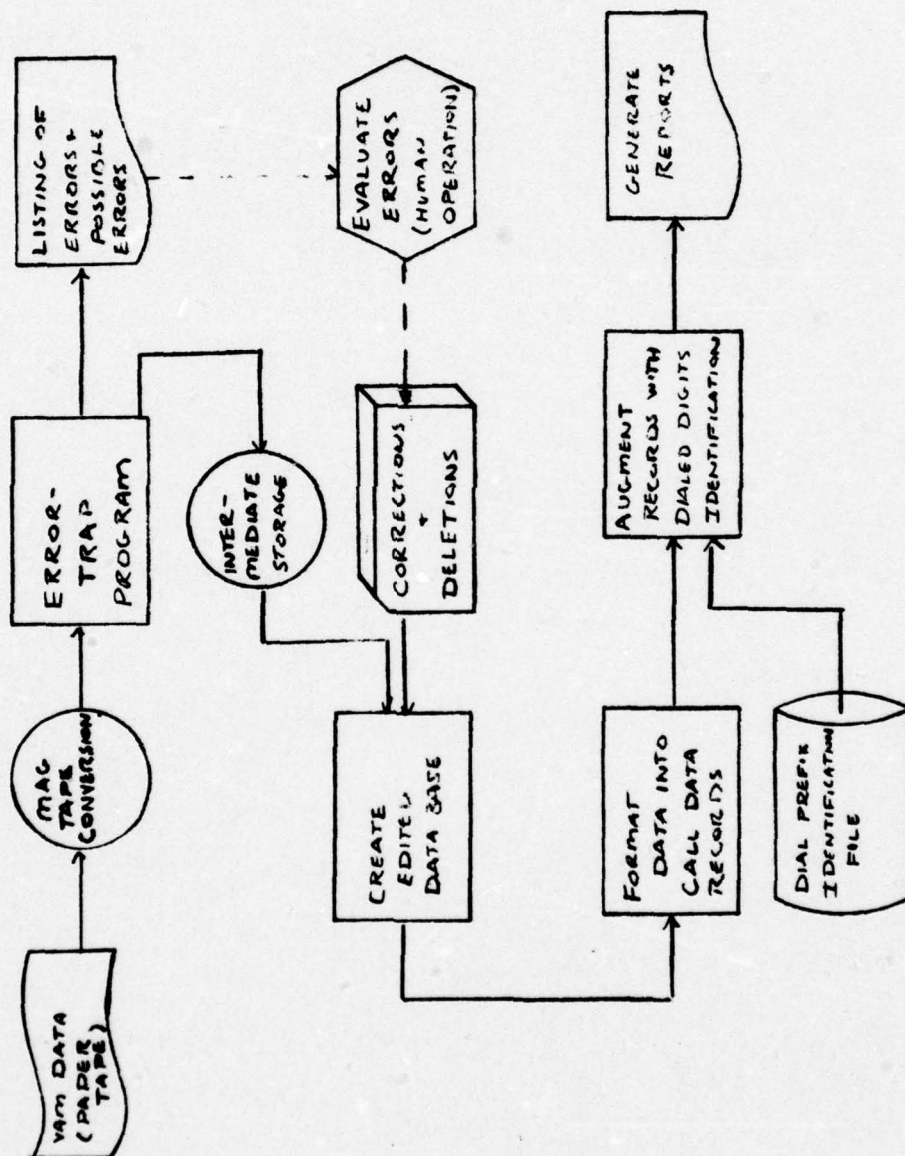 VAM DATA
(PAPER
TAPE)
MAG
TAPE
CONVERSION
ERROR-
TRAP
PROGRAM
LISTING OF
ERRORS +
POSSIBLE
ERRORS
INTER-
MEDIATE
STORAGE
EVALUATE
ERRORS
(HUMAN
OPERATION)
CORRECTIONS
+
DELETIONS
CREATE
EDITED
DATA BASE
FORMAT
DATA INTO
CALL DATA
RECORDS
DIAL PREFIX
IDENTIFICATION
FILE
AUGMENT
RECORDS WITH
DIALED DIGITS
IDENTIFICATION
GENERATE
REPORTS